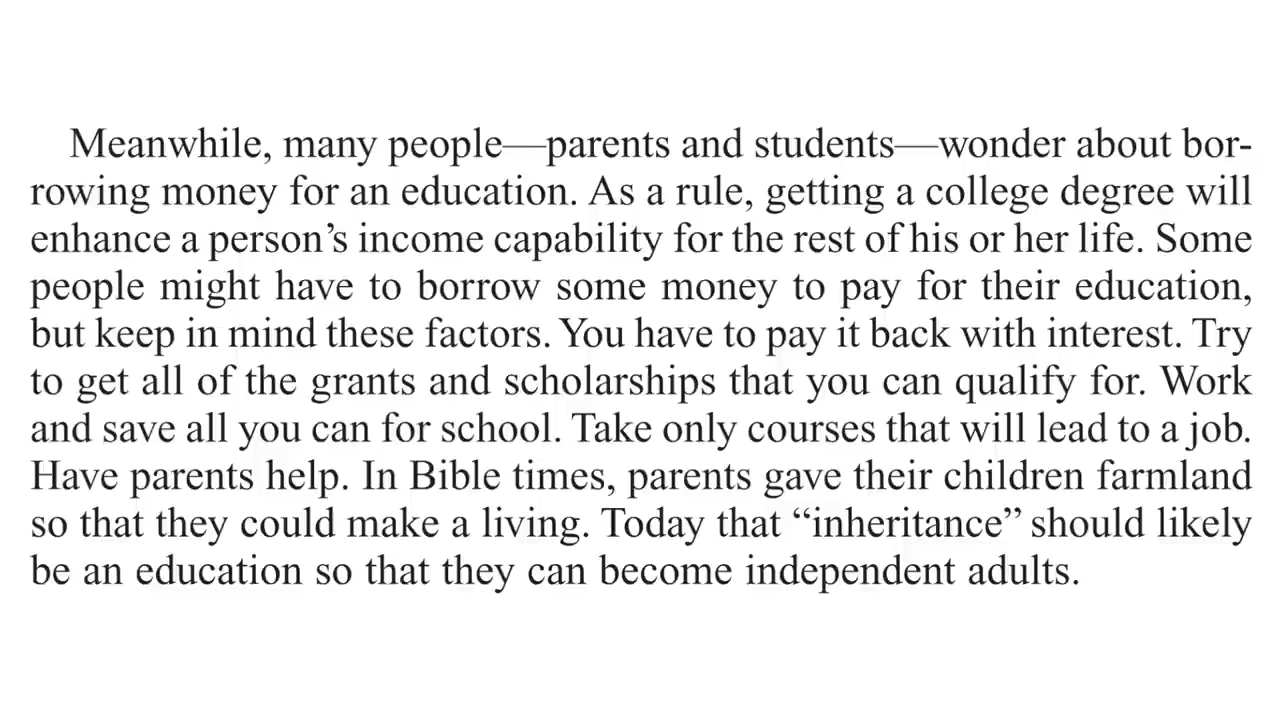 Meanwhile, many people—parents and students—wonder about bor-
rowing money for an education. As a rule, getting a college degree will
enhance a person’s income capability for the rest of his or her life. Some
people might have to borrow some money to pay for their education,
but keep in mind these factors. You have to pay it back with interest. Try
to get all of the grants and scholarships that you can qualify for. Work
and save all you can for school. Take only courses that will lead to a job.
Have parents help. In Bible times, parents gave their children farmland
so that they could make a living. Today that “inheritance” should likely
be an education so that they can become independent adults.